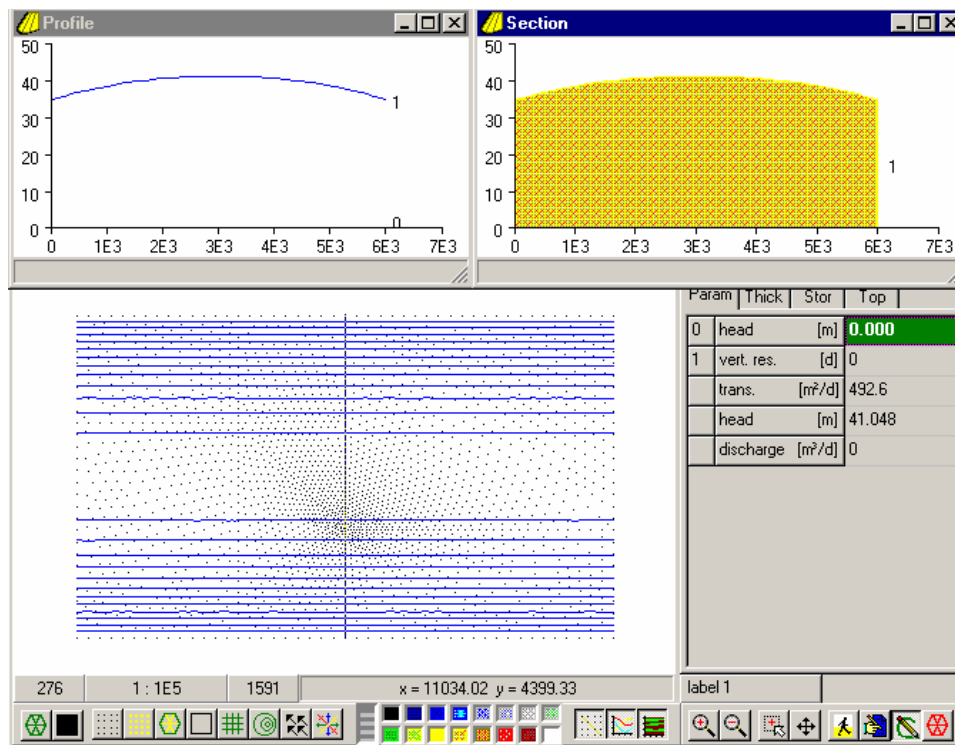 Profile
50
40
30
20
10
0
1
0
0 1E3 2E3 3E3 4E3 5E3 6E3 7E3
Section
50
40
30
20
10
0
1
0 1E3 2E3 3E3 4E3 5E3 6E3 7E3
Param Thick Stor Top
0 head [m] 0.000
1 vert. res. [d] 0
trans. [m²/d] 492.6
head [m] 41.048
discharge [m³/d] 0
276 1 : 1E5 1591 x = 11034.02 y = 4399.33 label 1